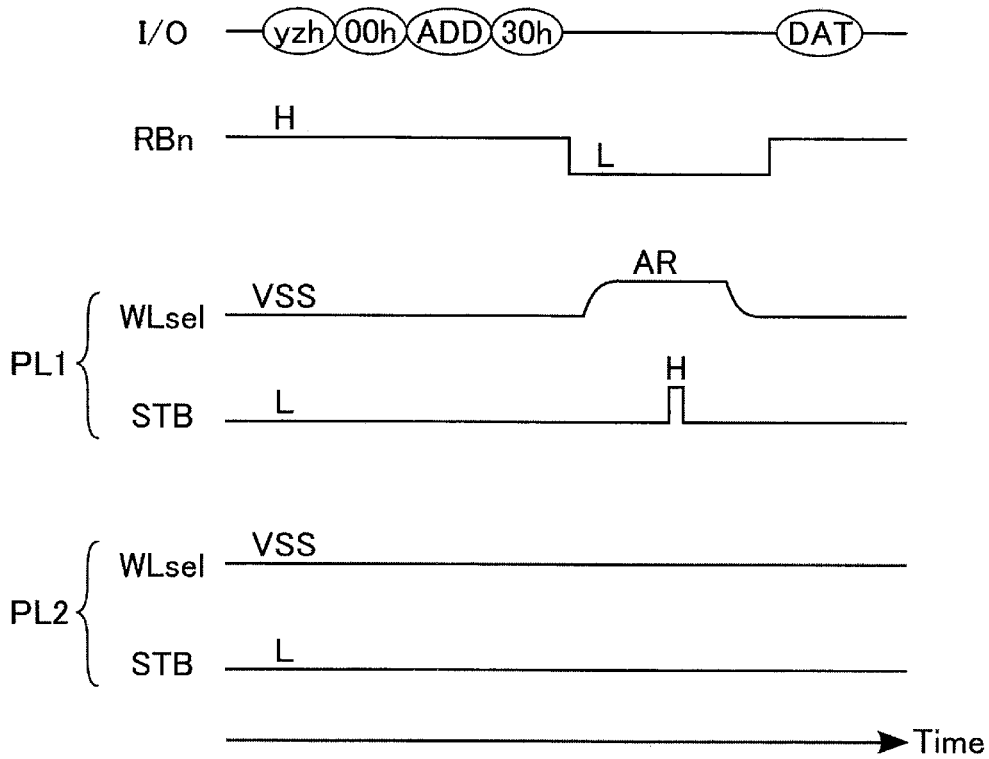 I/O yzh 00h ADD 30h DAT
RBn H L
PL1
WLsel VSS AR
STB L H
PL2
WLsel VSS
STB L
Time